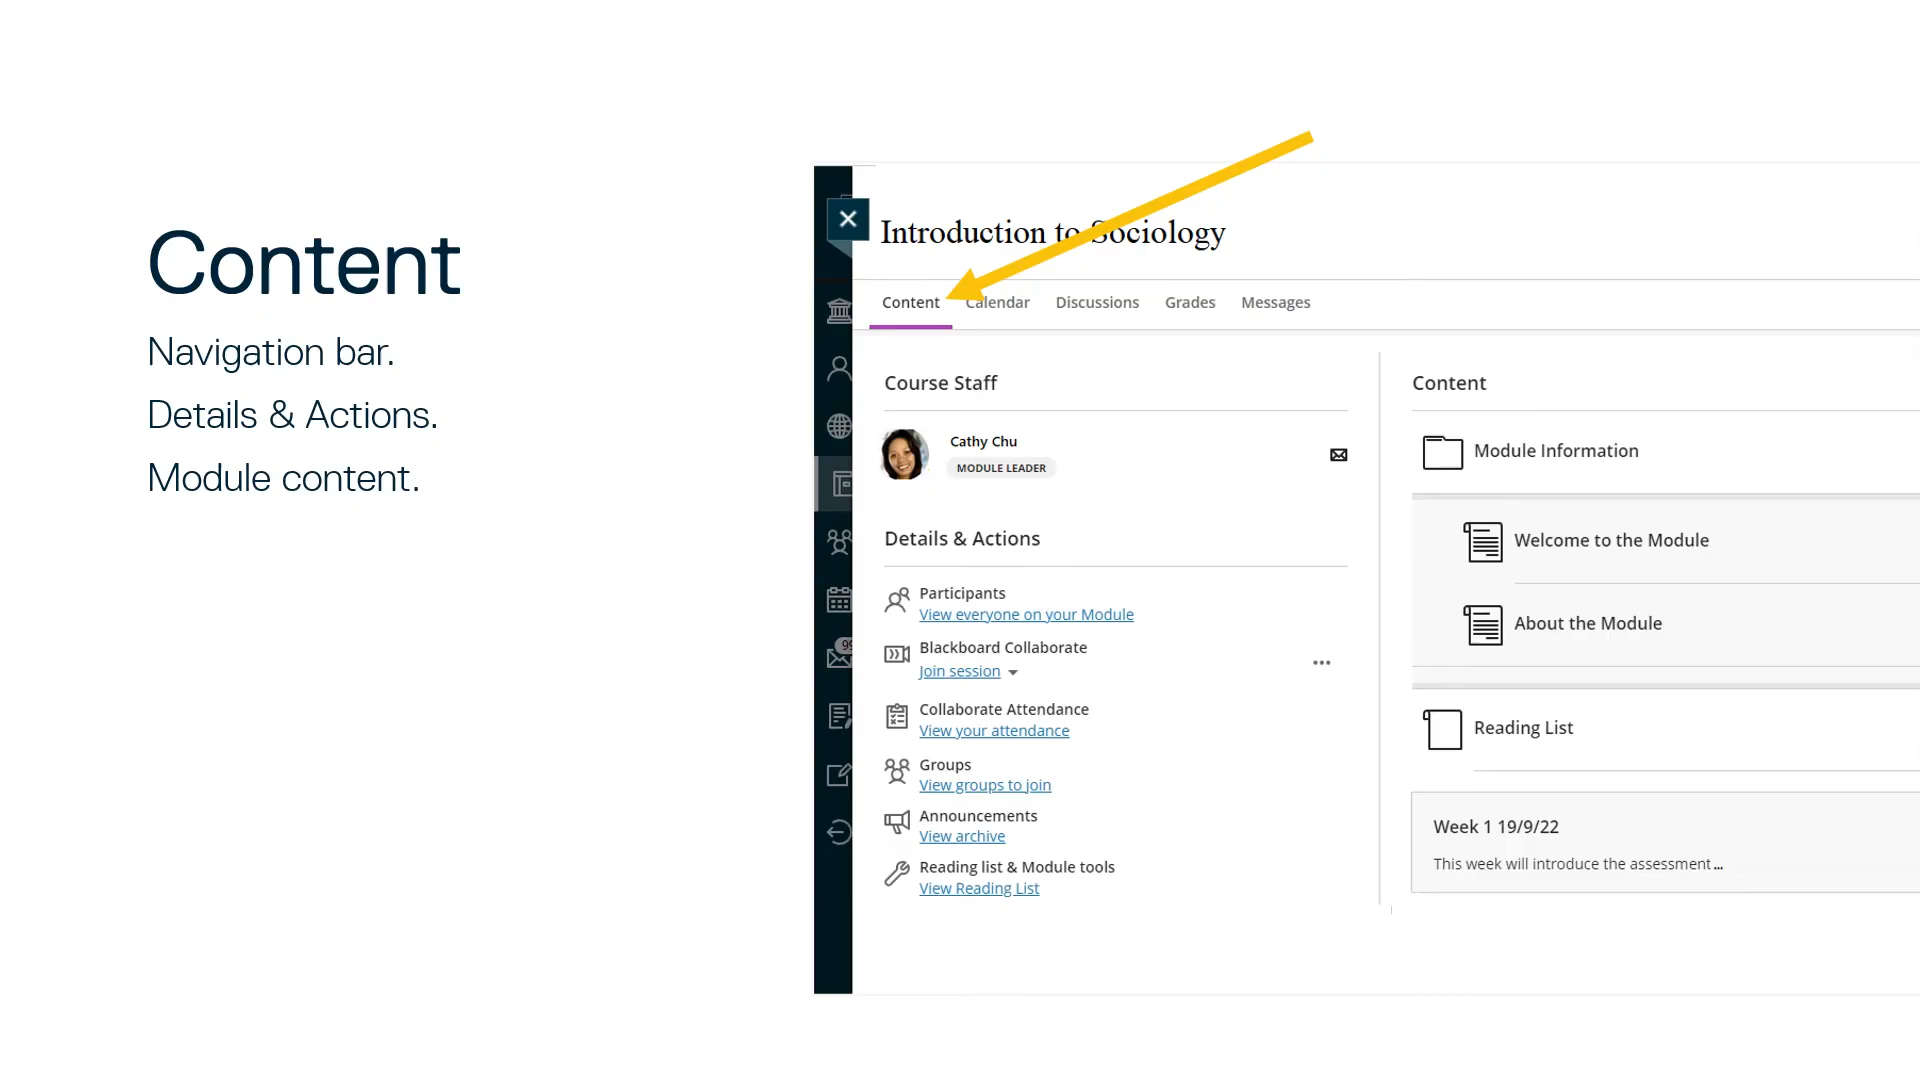 Content
Navigation bar.
Details & Actions.
Module content.
Introduction to Sociology
Content Calendar Discussions Grades Messages
Course Staff
Cathy Chu
MODULE LEADER
Details & Actions
Participants
View everyone on your Module
Blackboard Collaborate
Join session
Collaborate Attendance
View your attendance
Groups
View groups to join
Announcements
View archive
Reading list & Module tools
View Reading List
Content
Module Information
Welcome to the Module
About the Module
Reading List
Week 1 19/9/22
This week will introduce the assessment...